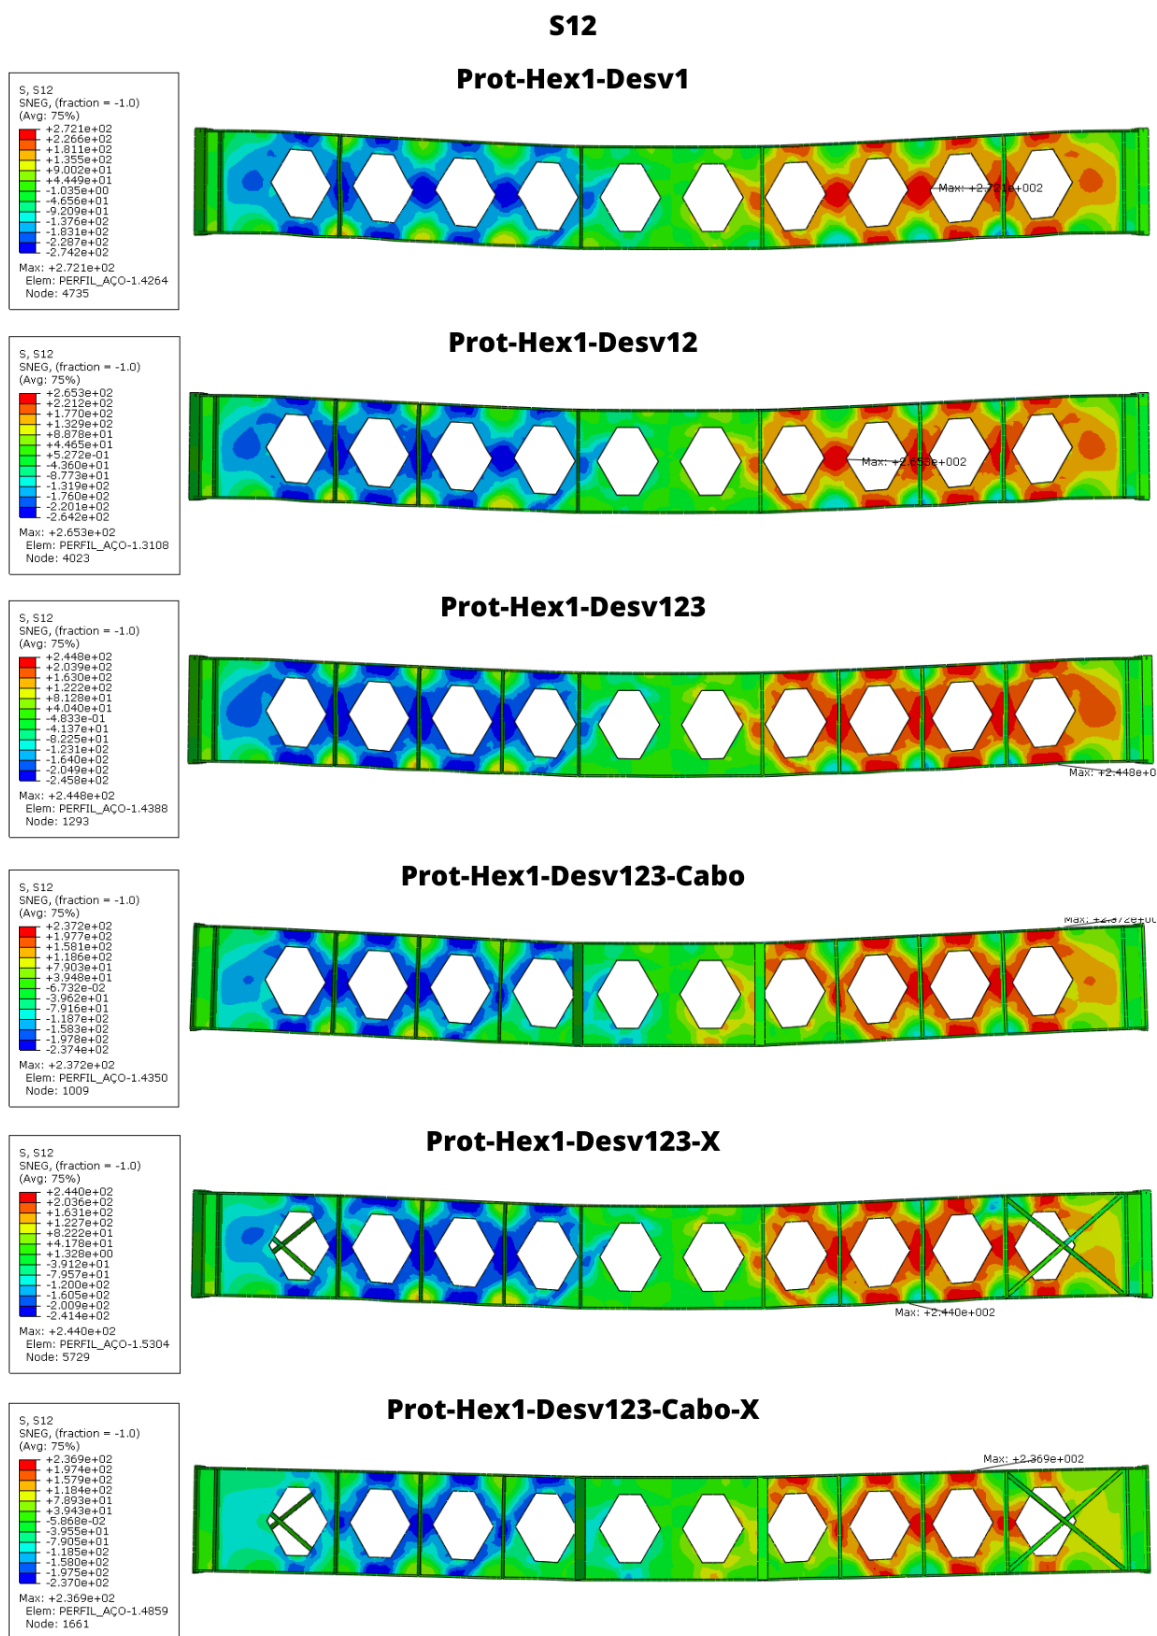 S12
Prot-Hex1-Desv1
S, S12
SNEG, (fraction = -1.0)
(Avg: 75%)
+2.721e+02
+2.266e+02
+1.811e+02
+1.355e+02
+9.002e+01
+4.449e+01
-1.035e+00
-4.656e+01
-9.209e+01
-1.376e+02
-1.831e+02
-2.287e+02
-2.742e+02
Max: +2.721e+02
Elem: PERFIL_AÇO-1.4264
Node: 4735
Max: +2.721e+002
Prot-Hex1-Desv12
S, S12
SNEG, (fraction = -1.0)
(Avg: 75%)
+2.653e+02
+2.212e+02
+1.770e+02
+1.329e+02
+8.878e+01
+4.465e+01
+5.272e-01
-4.360e+01
-8.773e+01
-1.319e+02
-1.760e+02
-2.201e+02
-2.642e+02
Max: +2.653e+02
Elem: PERFIL_AÇO-1.3108
Node: 4023
Max: +2.653e+002
Prot-Hex1-Desv123
S, S12
SNEG, (fraction = -1.0)
(Avg: 75%)
+2.448e+02
+2.039e+02
+1.630e+02
+1.222e+02
+8.128e+01
+4.040e+01
-4.833e-01
-4.137e+01
-8.225e+01
-1.231e+02
-1.640e+02
-2.049e+02
-2.458e+02
Max: +2.448e+02
Elem: PERFIL_AÇO-1.4388
Node: 1293
Max: +2.448e+0
Prot-Hex1-Desv123-Cabo
S, S12
SNEG, (fraction = -1.0)
(Avg: 75%)
+2.372e+02
+1.977e+02
+1.581e+02
+1.186e+02
+7.903e+01
+3.948e+01
-6.732e-02
-3.962e+01
-7.916e+01
-1.187e+02
-1.583e+02
-1.978e+02
-2.374e+02
Max: +2.372e+02
Elem: PERFIL_AÇO-1.4350
Node: 1009
Max: +2.372e+00
Prot-Hex1-Desv123-X
S, S12
SNEG, (fraction = -1.0)
(Avg: 75%)
+2.440e+02
+2.036e+02
+1.631e+02
+1.227e+02
+8.222e+01
+4.178e+01
+1.328e+00
-3.912e+01
-7.957e+01
-1.200e+02
-1.605e+02
-2.009e+02
-2.414e+02
Max: +2.440e+02
Elem: PERFIL_AÇO-1.5304
Node: 5729
Max: +2.440e+002
Prot-Hex1-Desv123-Cabo-X
S, S12
SNEG, (fraction = -1.0)
(Avg: 75%)
+2.369e+02
+1.974e+02
+1.579e+02
+1.184e+02
+7.893e+01
+3.943e+01
-5.868e-02
-3.955e+01
-7.905e+01
-1.185e+02
-1.580e+02
-1.975e+02
-2.370e+02
Max: +2.369e+02
Elem: PERFIL_AÇO-1.4859
Node: 1661
Max: +2.369e+002